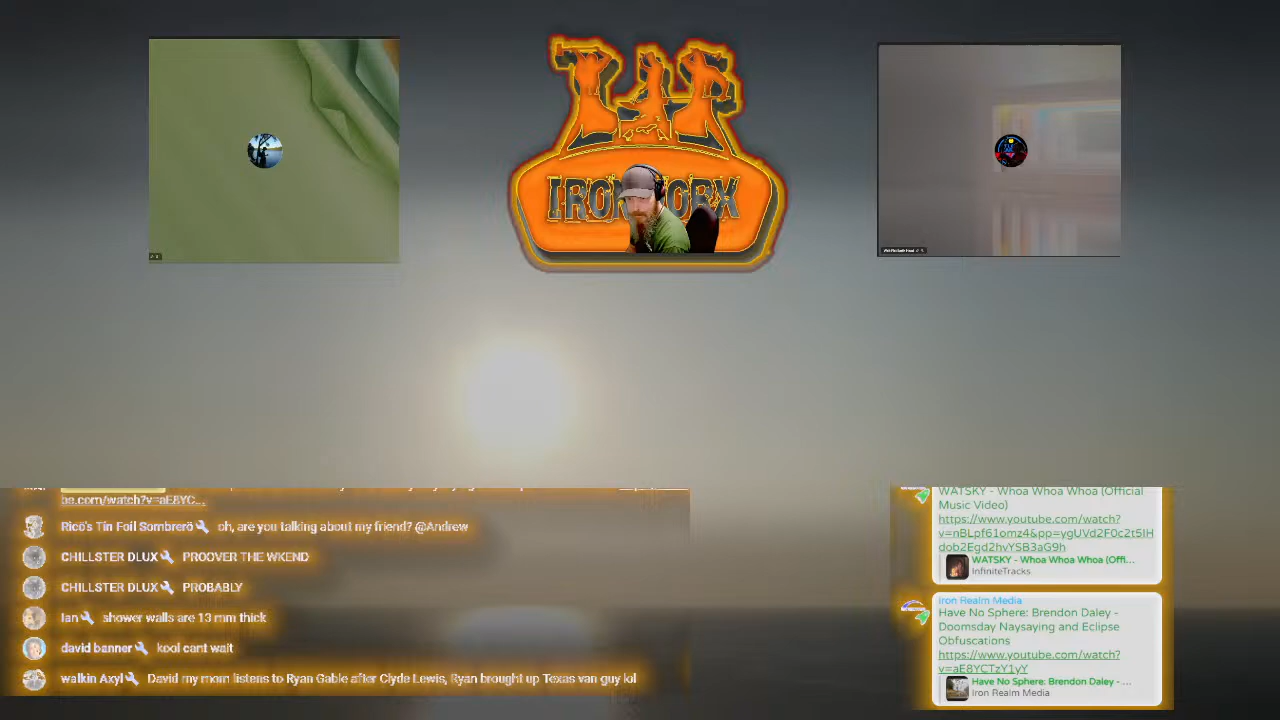 IRONWORX
be.com/watch?v=aE8YC...
Rico's Tin Foil Sombrero oh, are you talking about my friend? @Andrew
CHILLSTER DLUX PROOVER THE WKEND
CHILLSTER DLUX PROBABLY
Ian shower walls are 13 mm thick
david banner kool cant wait
walkin Axyl David my mom listens to Ryan Gable after Clyde Lewis, Ryan brought up Texas van guy lol
WATSKY - Whoa Whoa Whoa (Official
Music Video)
https://www.youtube.com/watch?
v=nBLpf61omz4&pp=ygUVd2F0c2t5IH
dob2Egd2hvYSB3aG9h
WATSKY - Whoa Whoa Whoa (Offi...
InfiniteTracks
Iron Realm Media
Have No Sphere: Brendon Daley -
Doomsday Naysaying and Eclipse
Obfuscations
https://www.youtube.com/watch?
v=aE8YCTzY1yY
Have No Sphere: Brendon Daley -...
Iron Realm Media